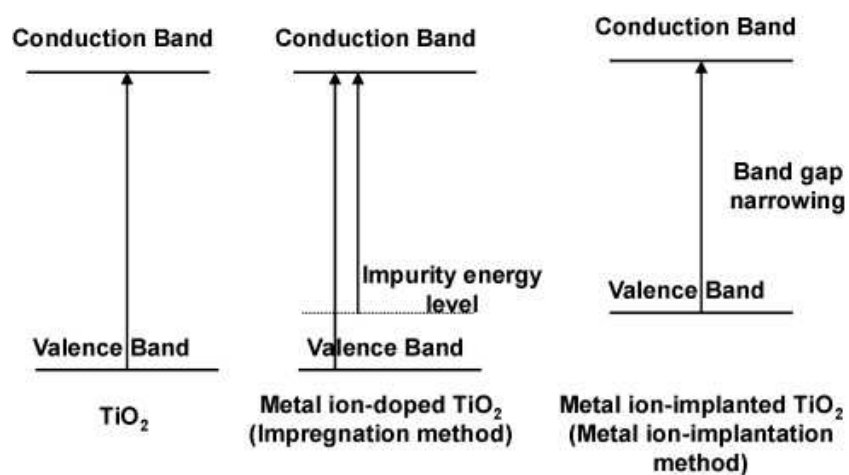 Conduction Band
Valence Band
TiO₂
Conduction Band
Impurity energy
level
Valence Band
Metal ion-doped TiO₂
(Impregnation method)
Conduction Band
Band gap
narrowing
Valence Band
Metal ion-implanted TiO₂
(Metal ion-implantation
method)